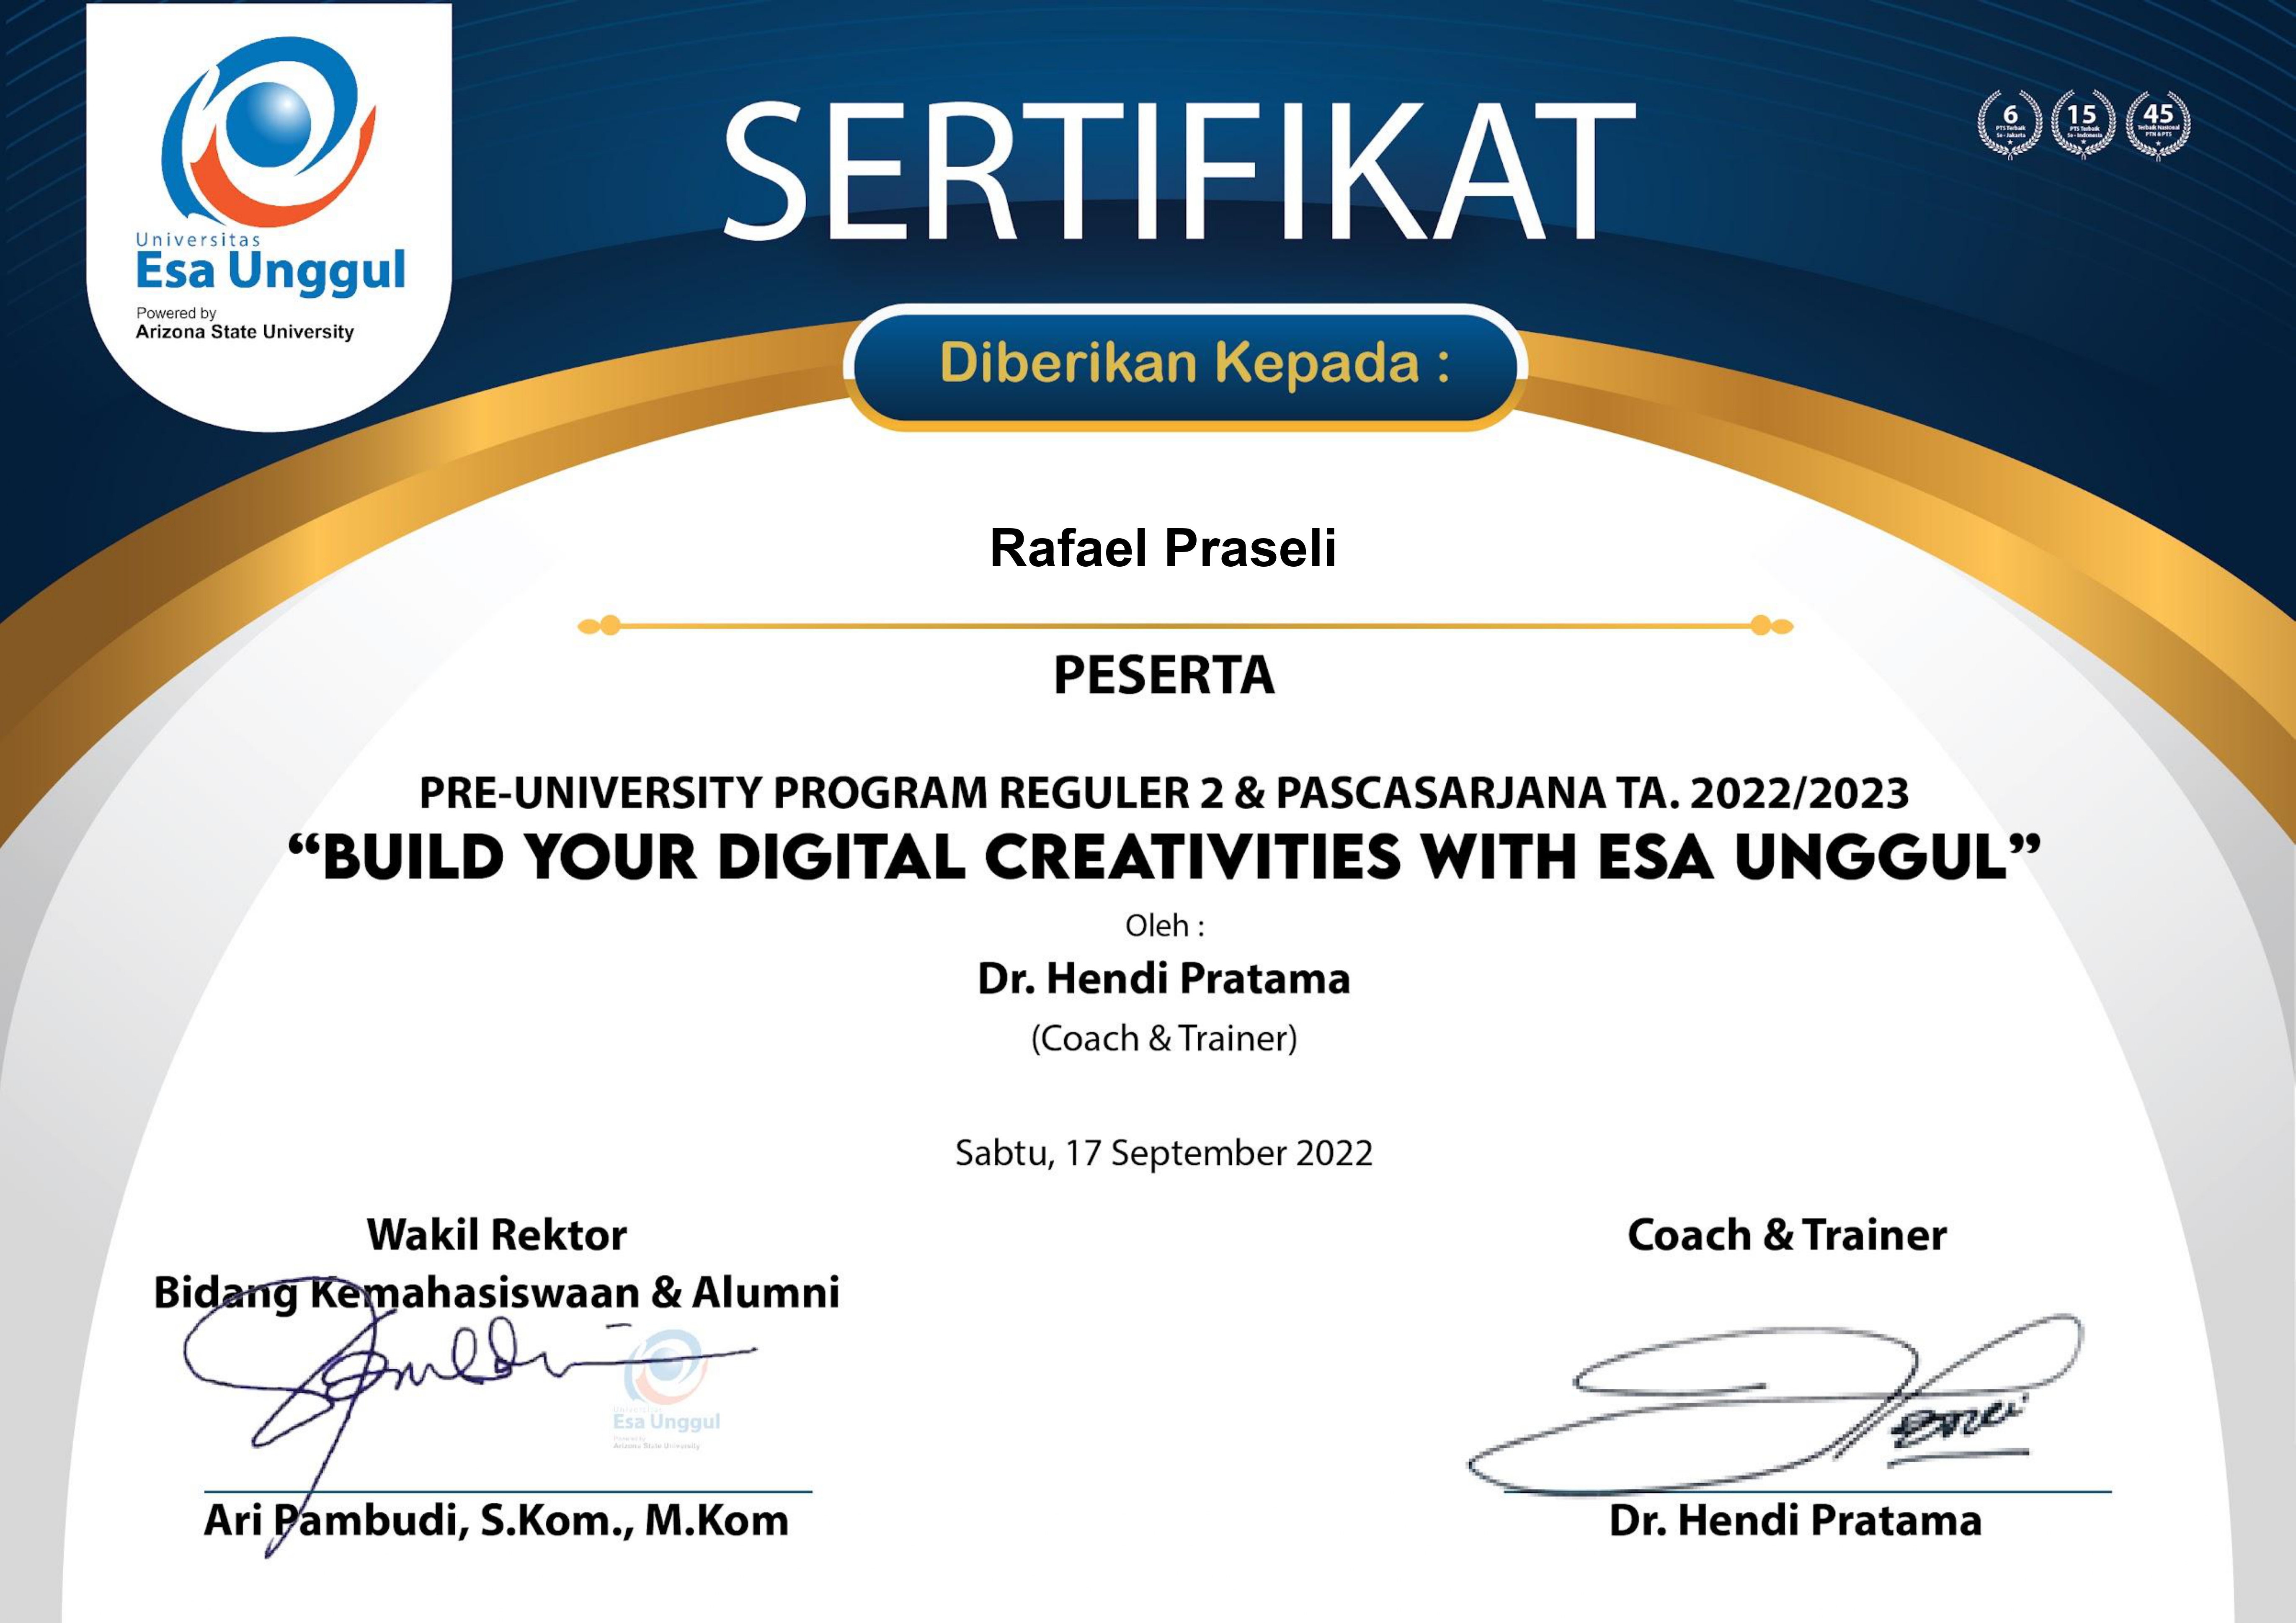 Universitas
Esa Unggul
Powered by
Arizona State University
SERTIFIKAT
6
PTS Terbaik
Se - Jakarta
15
PTS Terbaik
Se - Indonesia
45
Terbaik Nasional
PTN & PTS
Diberikan Kepada :
Rafael Praseli
PESERTA
PRE-UNIVERSITY PROGRAM REGULER 2 & PASCASARJANA TA. 2022/2023
“BUILD YOUR DIGITAL CREATIVITIES WITH ESA UNGGUL”
Oleh :
Dr. Hendi Pratama
(Coach & Trainer)
Sabtu, 17 September 2022
Wakil Rektor
Bidang Kemahasiswaan & Alumni
Universitas
Esa Unggul
Powered by
Arizona State University
Ari Pambudi, S.Kom., M.Kom
Coach & Trainer
Dr. Hendi Pratama